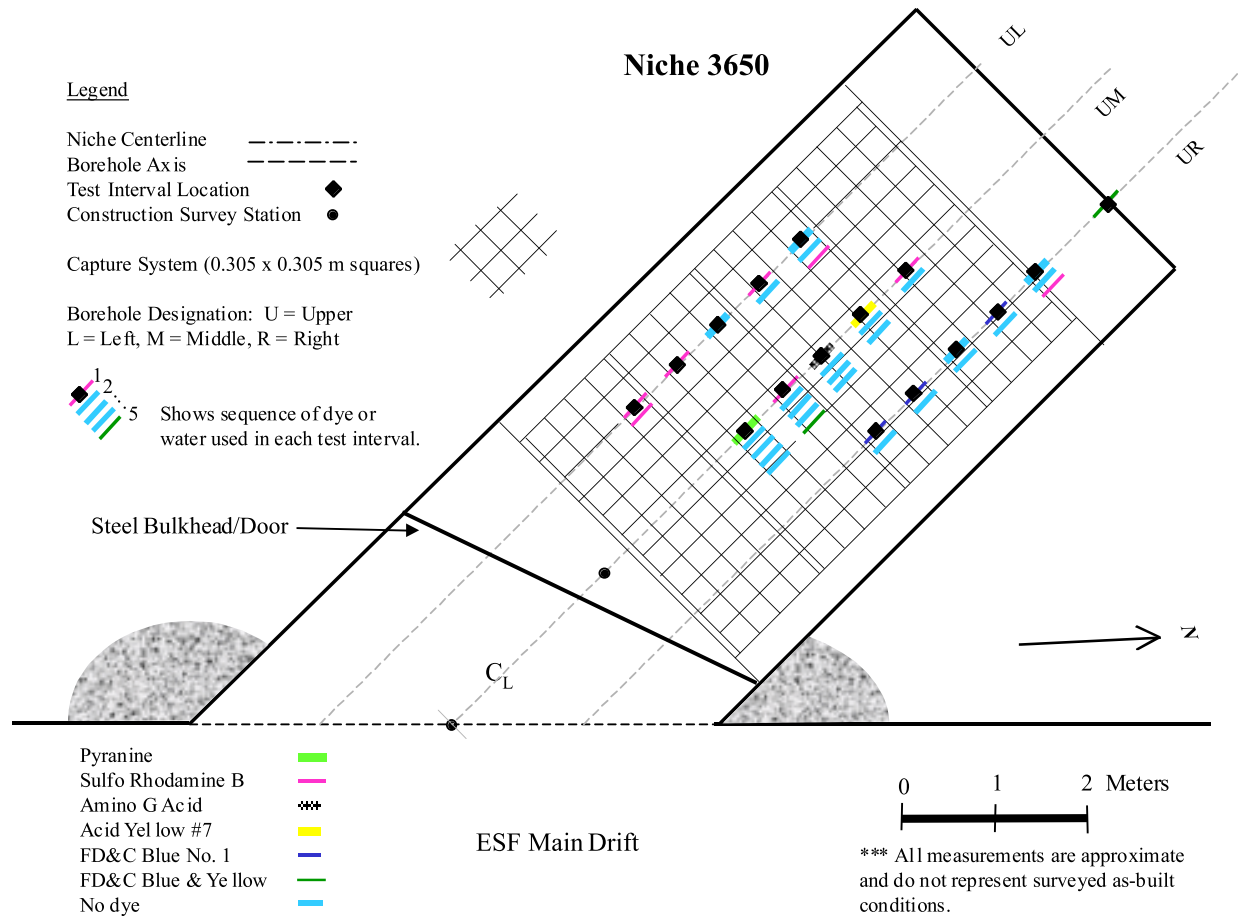 Niche 3650
UL
UM
UR
Legend
Niche Centerline
Borehole Axis
Test Interval Location
Construction Survey Station
Capture System (0.305 x 0.305 m squares)
Borehole Designation: U = Upper
L = Left, M = Middle, R = Right
1
2
5
Shows sequence of dye or
water used in each test interval.
Steel Bulkhead/Door
N
CL
Pyranine
Sulfo Rhodamine B
Amino G Acid
Acid Yellow #7
FD&C Blue No. 1
FD&C Blue & Yellow
No dye
ESF Main Drift
0 1 2 Meters
*** All measurements are approximate
and do not represent surveyed as-built
conditions.